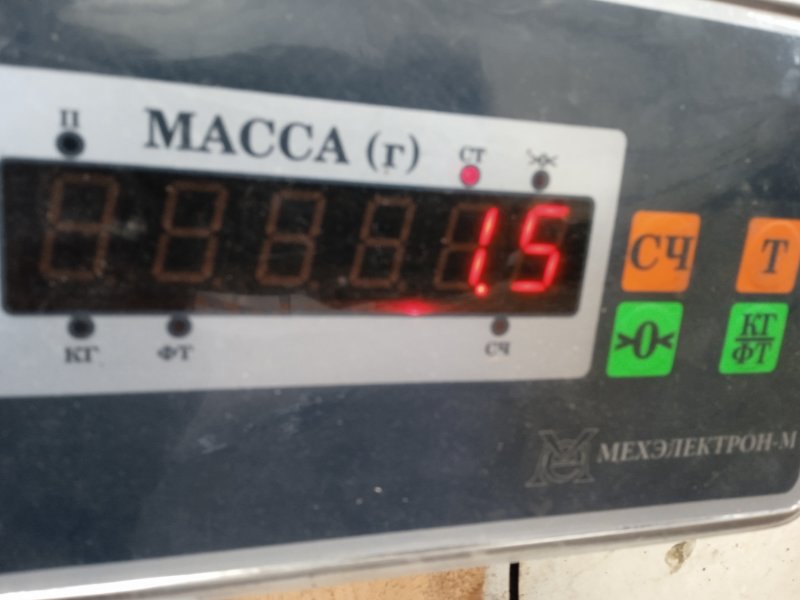 П
МАССА (г)
СТ
1.5
КГ ФТ СЧ
СЧ Т
>0<
КГ
ФТ
МЕХЭЛЕКТРОН-М